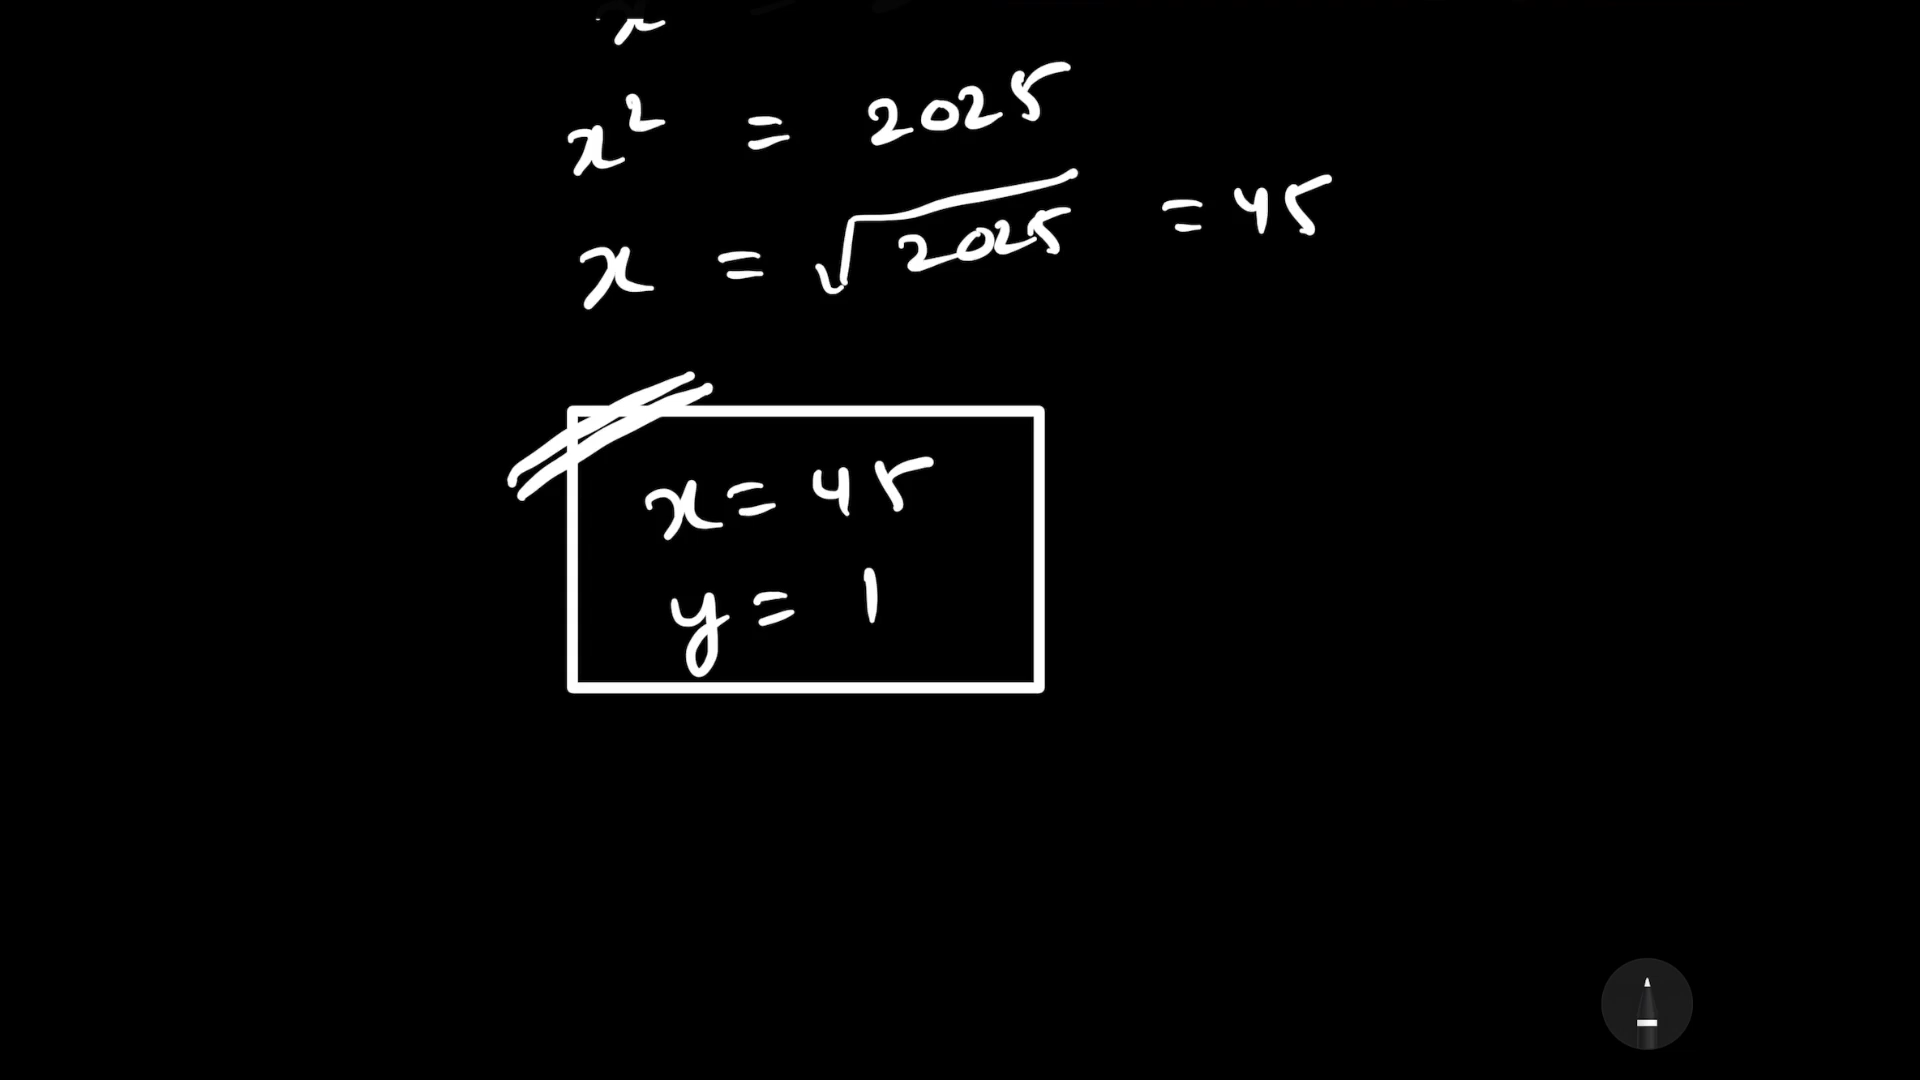 x
x² = 2025
x = √2025 = 45
x = 45
y = 1